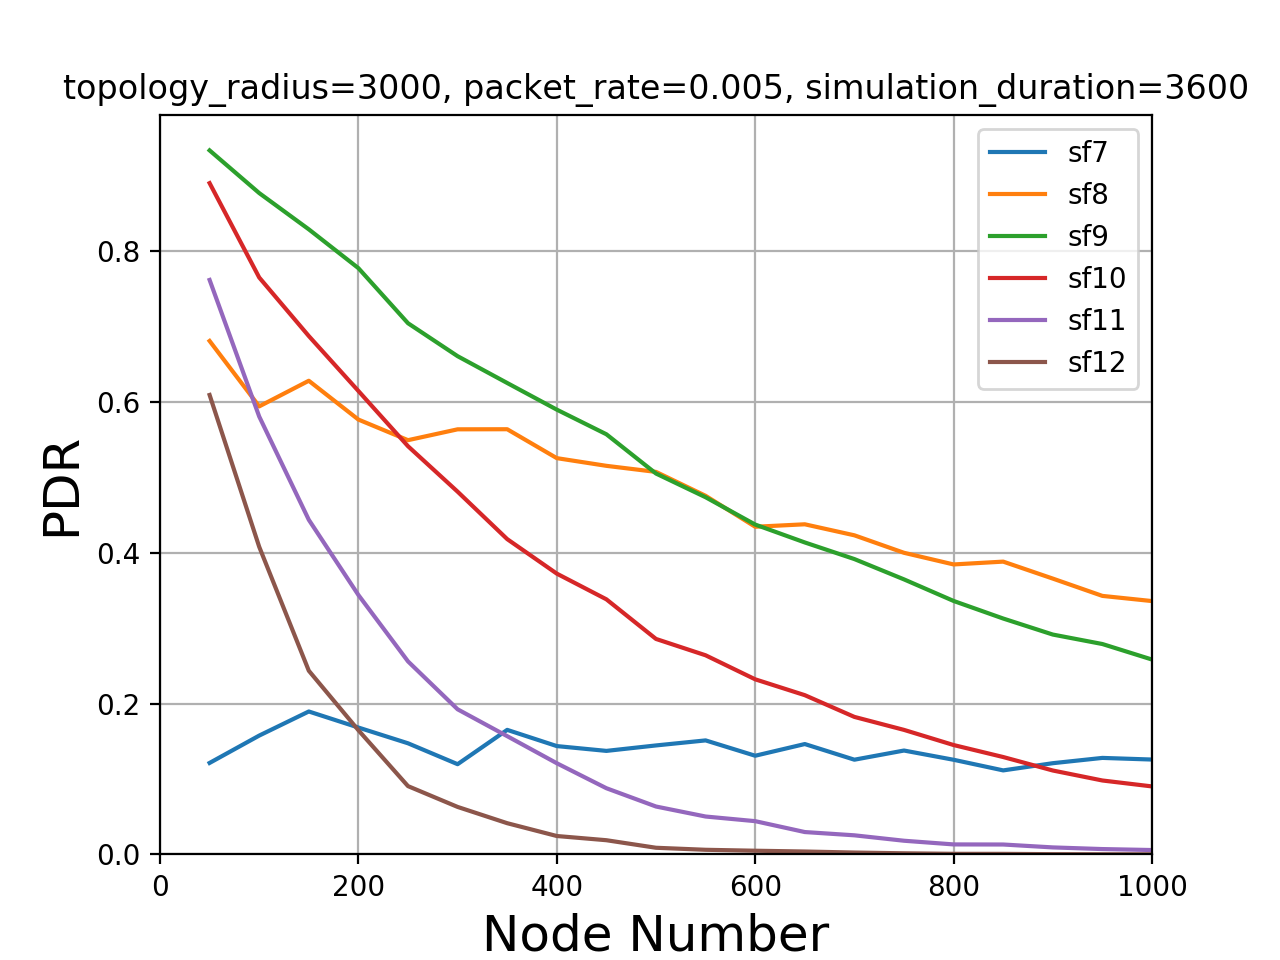 topology_radius=3000, packet_rate=0.005, simulation_duration=3600
sf7
sf8
sf9
sf10
sf11
sf12
PDR
0.8
0.6
0.4
0.2
0.0
0 200 400 600 800 1000
Node Number